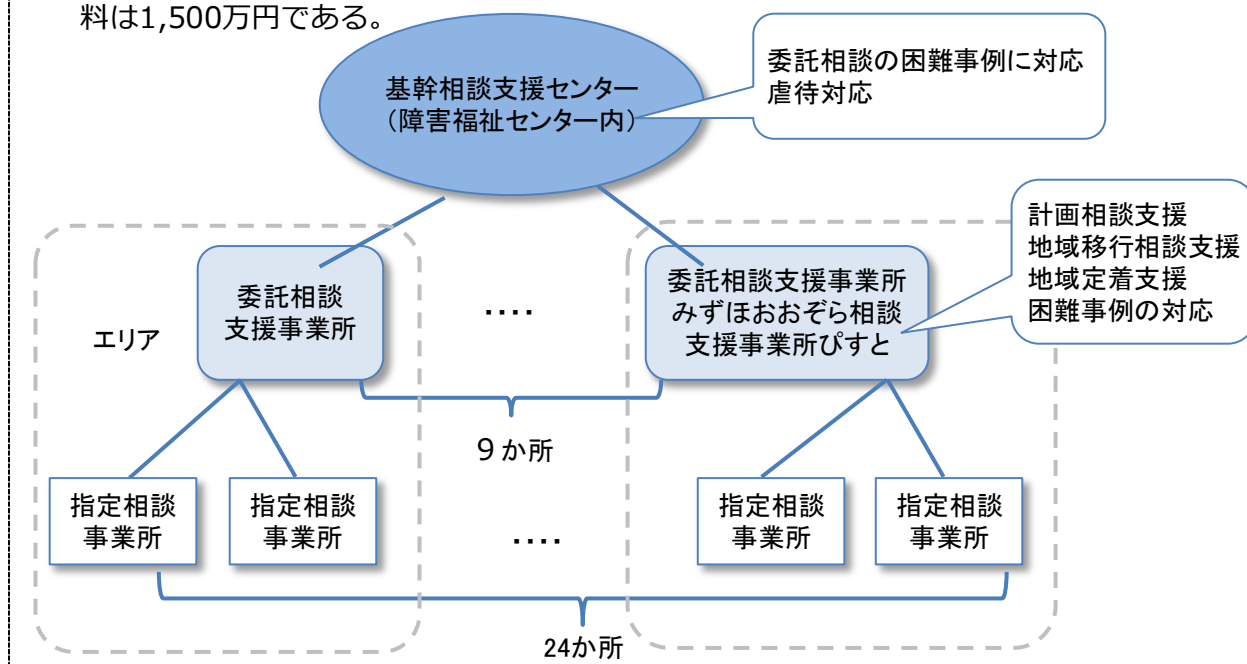 料は1,500万円である。
基幹相談支援センター
（障害福祉センター内）
委託相談の困難事例に対応
虐待対応
計画相談支援
地域移行相談支援
地域定着支援
困難事例の対応
エリア
委託相談
支援事業所
‥‥
委託相談支援事業所
みずほおおぞら相談
支援事業所ぴすと
９か所
指定相談
事業所
指定相談
事業所
‥‥
指定相談
事業所
指定相談
事業所
24か所